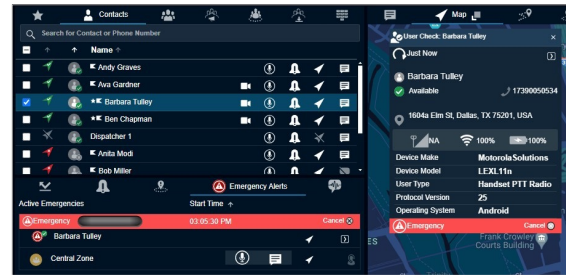 Contacts
Map
Search for Contact or Phone Number
Name
Andy Graves
Ava Gardner
Barbara Tulley
Ben Chapman
Dispatcher 1
Anita Modi
Bob Miller
Emergency Alerts
Active Emergencies
Start Time
Emergency
03:05:30 PM
Cancel
Barbara Tulley
Central Zone
User Check: Barbara Tulley
Just Now
Barbara Tulley
Available
17390050534
1604a Elm St, Dallas, TX 75201, USA
NA
100%
100%
Device Make
Motorola Solutions
Device Model
LEXL11n
User Type
Handset PTT Radio
Protocol Version
25
Operating System
Android
Emergency
Cancel
Frank Crowley
Courts Building
ES